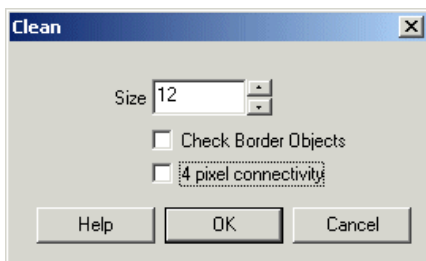 Clean
Size 12
Check Border Objects
4 pixel connectivity
Help OK Cancel